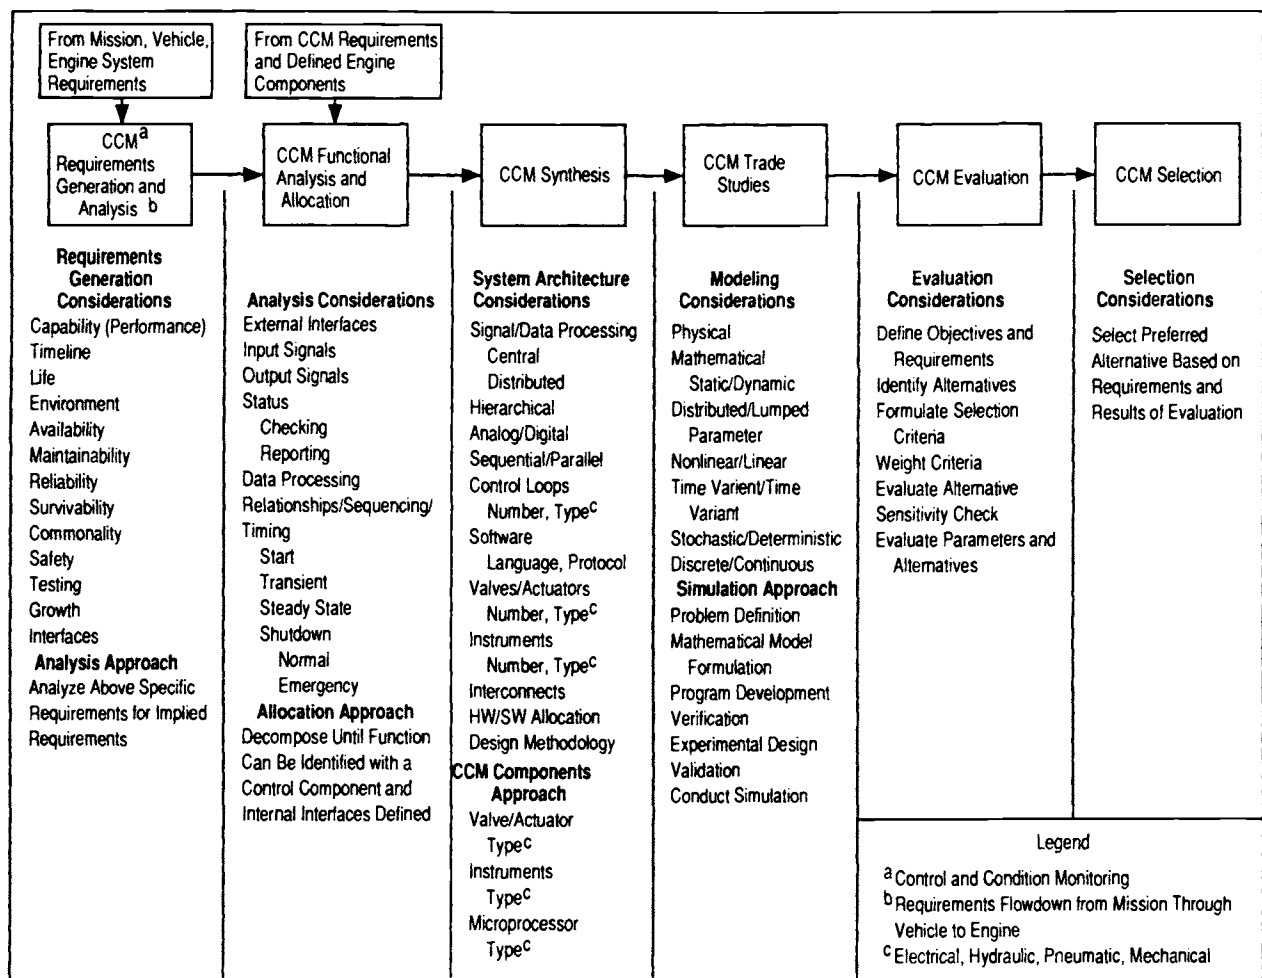 From Mission, Vehicle,
Engine System
Requirements
From CCM Requirements
and Defined Engine
Components
CCMa
Requirements
Generation and
Analysis b
CCM Functional
Analysis and
Allocation
CCM Synthesis
CCM Trade
Studies
CCM Evaluation
CCM Selection
Requirements
Generation
Considerations
Capability (Performance)
Timeline
Life
Environment
Availability
Maintainability
Reliability
Survivability
Commonality
Safety
Testing
Growth
Interfaces
Analysis Approach
Analyze Above Specific
Requirements for Implied
Requirements
Analysis Considerations
External Interfaces
Input Signals
Output Signals
Status
Checking
Reporting
Data Processing
Relationships/Sequencing/
Timing
Start
Transient
Steady State
Shutdown
Normal
Emergency
Allocation Approach
Decompose Until Function
Can Be Identified with a
Control Component and
Internal Interfaces Defined
System Architecture
Considerations
Signal/Data Processing
Central
Distributed
Hierarchical
Analog/Digital
Sequential/Parallel
Control Loops
Number, Typec
Software
Language, Protocol
Valves/Actuators
Number, Typec
Instruments
Number, Typec
Interconnects
HW/SW Allocation
Design Methodology
CCM Components
Approach
Valve/Actuator
Typec
Instruments
Typec
Microprocessor
Typec
Modeling
Considerations
Physical
Mathematical
Static/Dynamic
Distributed/Lumped
Parameter
Nonlinear/Linear
Time Varient/Time
Variant
Stochastic/Deterministic
Discrete/Continuous
Simulation Approach
Problem Definition
Mathematical Model
Formulation
Program Development
Verification
Experimental Design
Validation
Conduct Simulation
Evaluation
Considerations
Define Objectives and
Requirements
Identify Alternatives
Formulate Selection
Criteria
Weight Criteria
Evaluate Alternative
Sensitivity Check
Evaluate Parameters and
Alternatives
Selection
Considerations
Select Preferred
Alternative Based on
Requirements and
Results of Evaluation
Legend
a Control and Condition Monitoring
b Requirements Flowdown from Mission Through
Vehicle to Engine
c Electrical, Hydraulic, Pneumatic, Mechanical